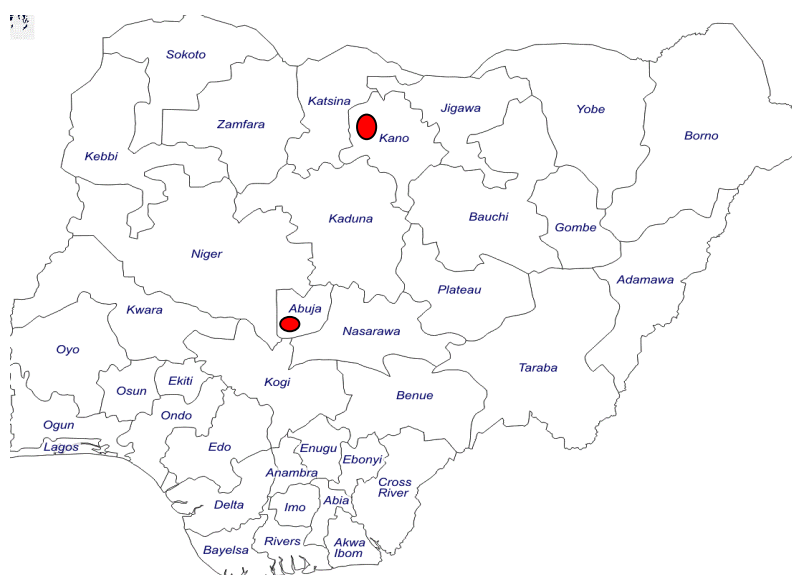 Sokoto
Katsina
Jigawa
Yobe
Zamfara
Kano
Borno
Kebbi
Kaduna
Bauchi
Gombe
Niger
Adamawa
Plateau
Abuja
Kwara
Nasarawa
Oyo
Taraba
Ekiti
Kogi
Osun
Benue
Ondo
Ogun
Lagos
Edo
Enugu
Ebonyi
Anambra
Cross
River
Delta
Imo
Abia
Rivers
Bayelsa
Akwa
Ibom